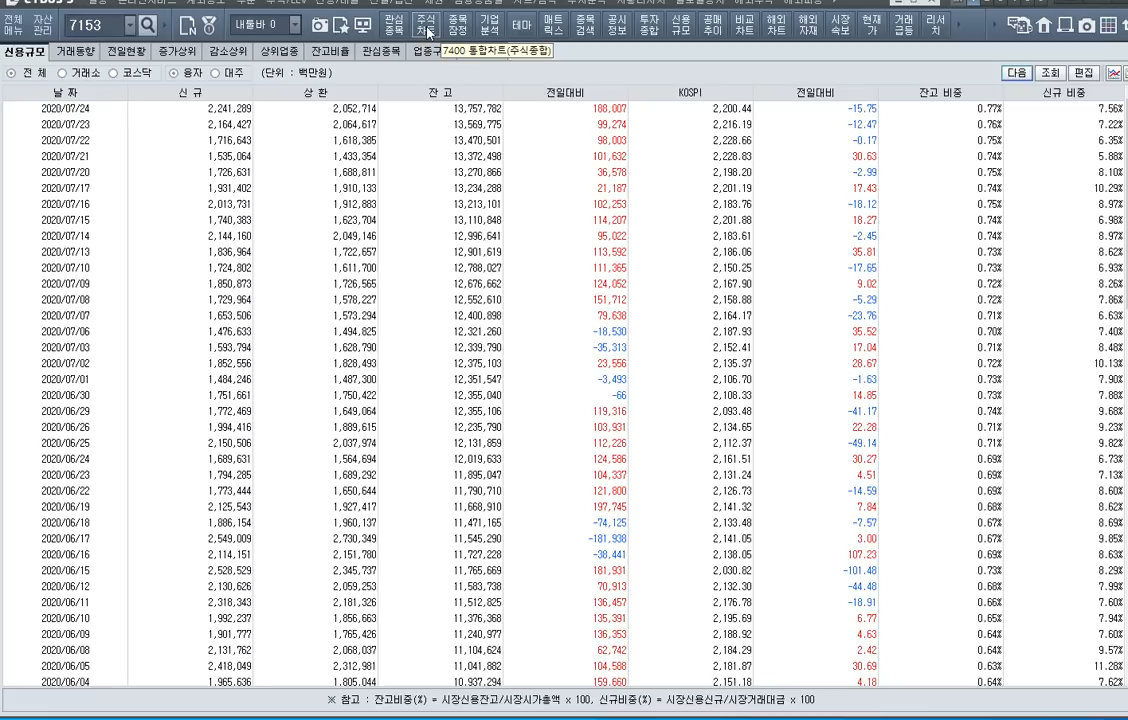 전체 자산 7153 내돌바 0 관심 주식 종목 기업 테마 매트 종목 공시 투자 신용 공매 비교 해외 해외 시장 현재 거래 리서
메뉴 관리 종목 차트 잠정 분석 릭스 검색 정보 종합 규모 추이 차트 차트 자재 속보 가 급등 치
신용규모 거래동향 전일현황 증가상위 감소상위 상위업종 잔고비율 관심종목 업종구 7400 통합차트(주식종합)
전 체 거래소 코스닥 융자 대주 (단위 : 백만원) 다음 조회 편집
날 짜 신 규 상 환 잔 고 전일대비 KOSPI 전일대비 잔고 비중 신규 비중
2020/07/24 2,241,289 2,052,714 13,757,782 188,007 2,200.44 -15.75 0.77% 7.56%
2020/07/23 2,164,427 2,064,617 13,569,775 99,274 2,216.19 -12.47 0.76% 7.22%
2020/07/22 1,716,643 1,618,385 13,470,501 98,003 2,228.66 -0.17 0.75% 6.35%
2020/07/21 1,535,064 1,433,354 13,372,498 101,632 2,228.83 30.63 0.74% 5.88%
2020/07/20 1,726,631 1,688,811 13,270,866 36,578 2,198.20 -2.99 0.74% 8.10%
2020/07/17 1,931,402 1,910,133 13,234,288 21,187 2,201.19 17.43 0.74% 10.29%
2020/07/16 2,013,731 1,912,883 13,213,101 102,253 2,183.76 -18.12 0.75% 8.97%
2020/07/15 1,740,383 1,623,704 13,110,848 114,207 2,201.88 18.27 0.74% 6.98%
2020/07/14 2,144,160 2,049,146 12,996,641 95,022 2,183.61 -2.45 0.74% 8.97%
2020/07/13 1,836,964 1,722,657 12,901,619 113,592 2,186.06 35.81 0.73% 8.62%
2020/07/10 1,724,802 1,611,700 12,788,027 111,365 2,150.25 -17.65 0.73% 6.93%
2020/07/09 1,850,873 1,726,565 12,676,662 124,052 2,167.90 9.02 0.72% 8.26%
2020/07/08 1,729,964 1,578,227 12,552,610 151,712 2,158.88 -5.29 0.72% 7.86%
2020/07/07 1,653,506 1,573,294 12,400,898 79,638 2,164.17 -23.76 0.71% 6.63%
2020/07/06 1,476,633 1,494,825 12,321,260 -18,530 2,187.93 35.52 0.70% 7.40%
2020/07/03 1,593,794 1,628,790 12,339,790 -35,313 2,152.41 17.04 0.71% 8.48%
2020/07/02 1,852,556 1,828,493 12,375,103 23,556 2,135.37 28.67 0.72% 10.13%
2020/07/01 1,484,246 1,487,300 12,351,547 -3,493 2,106.70 -1.63 0.73% 7.90%
2020/06/30 1,751,661 1,750,422 12,355,040 -66 2,108.33 14.85 0.73% 7.88%
2020/06/29 1,772,469 1,649,064 12,355,106 119,316 2,093.48 -41.17 0.74% 9.68%
2020/06/26 1,994,416 1,889,615 12,235,790 103,931 2,134.65 22.28 0.71% 9.23%
2020/06/25 2,150,506 2,037,974 12,131,859 112,226 2,112.37 -49.14 0.71% 9.82%
2020/06/24 1,689,631 1,564,694 12,019,633 124,586 2,161.51 30.27 0.69% 6.73%
2020/06/23 1,794,285 1,689,292 11,895,047 104,337 2,131.24 4.51 0.69% 7.13%
2020/06/22 1,773,444 1,650,644 11,790,710 121,800 2,126.73 -14.59 0.69% 8.60%
2020/06/19 2,125,543 1,927,417 11,668,910 197,745 2,141.32 7.84 0.68% 8.62%
2020/06/18 1,886,154 1,960,137 11,471,165 -74,125 2,133.48 -7.57 0.67% 8.69%
2020/06/17 2,549,009 2,730,349 11,545,290 -181,938 2,141.05 3.00 0.67% 9.85%
2020/06/16 2,114,151 2,151,780 11,727,228 -38,441 2,138.05 107.23 0.69% 8.63%
2020/06/15 2,528,529 2,345,737 11,765,669 181,931 2,030.82 -101.48 0.73% 8.29%
2020/06/12 2,130,626 2,059,253 11,583,738 70,913 2,132.30 -44.48 0.68% 7.99%
2020/06/11 2,318,343 2,181,326 11,512,825 136,457 2,176.78 -18.91 0.66% 7.60%
2020/06/10 1,992,237 1,856,663 11,376,368 135,391 2,195.69 6.77 0.65% 7.94%
2020/06/09 1,901,777 1,765,426 11,240,977 136,353 2,188.92 4.63 0.64% 7.60%
2020/06/08 2,131,762 2,068,037 11,104,624 62,742 2,184.29 2.42 0.64% 9.57%
2020/06/05 2,418,049 2,312,981 11,041,882 104,588 2,181.87 30.69 0.63% 11.28%
2020/06/04 1,965,636 1,805,044 10,937,294 159,660 2,151.18 4.18 0.64% 7.62%
※ 참고 : 잔고비중(%) = 시장신용잔고/시장시가총액 x 100, 신규비중(%) = 시장신용신규/시장거래대금 x 100